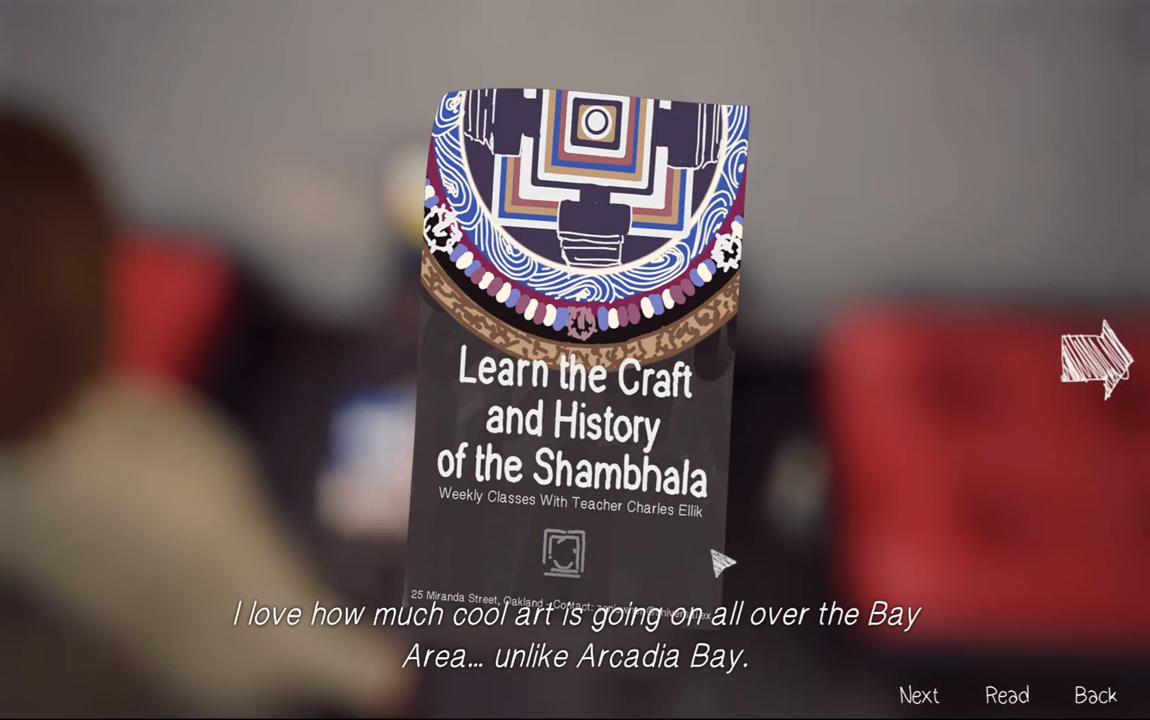 Learn the Craft
and History
of the Shambhala
Weekly Classes With Teacher Charles Ellik
25 Miranda Street, Oakland - Contact:
I love how much cool art is going on all over the Bay
Area... unlike Arcadia Bay.
Next Read Back